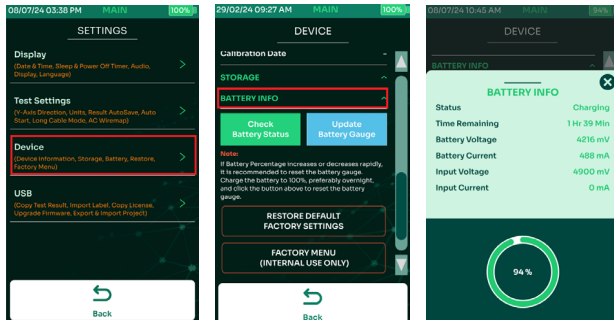 08/07/24 03:38 PM MAIN 100%
SETTINGS
Display
(Date & Time, Sleep & Power Off Timer, Audio,
Display, Language)
Test Settings
(Y-Axis Direction, Units, Result AutoSave, Auto
Start, Long Cable Mode, AC Wiremap)
Device
(Device Information, Storage, Battery, Restore,
Factory Menu)
USB
(Copy Test Result, Import Label, Copy License,
Upgrade Firmware, Export & Import Project)
Back
29/02/24 09:27 AM MAIN 100%
DEVICE
Calibration Date -
STORAGE
BATTERY INFO
Check
Battery Status
Update
Battery Gauge
Note:
If Battery Percentage increases or decreases rapidly,
it is recommended to reset the battery gauge.
Charge the battery to 100%, preferably overnight,
and click the button above to reset the battery
gauge.
RESTORE DEFAULT
FACTORY SETTINGS
FACTORY MENU
(INTERNAL USE ONLY)
Back
08/07/24 10:45 AM MAIN 94%
DEVICE
BATTERY INFO
BATTERY INFO
Status Charging
Time Remaining 1 Hr 39 Min
Battery Voltage 4216 mV
Battery Current 488 mA
Input Voltage 4900 mV
Input Current 0 mA
94 %